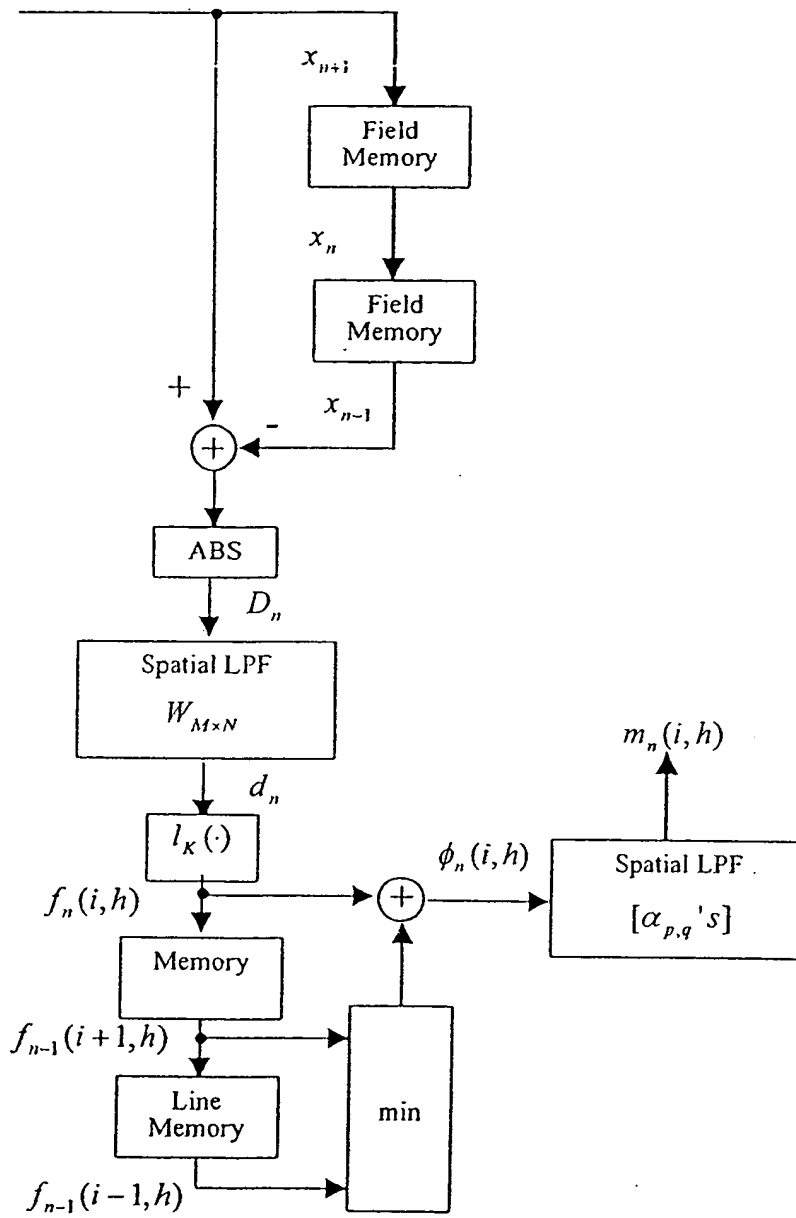 x_{n+1}
Field
Memory
x_n
Field
Memory
+
x_{n-1}
-
+
ABS
D_n
Spatial LPF
W_{M×N}
d_n
l_K(·)
m_n(i,h)
f_n(i,h)
+
ϕ_n(i,h)
Spatial LPF
[α_{p,q}'s]
Memory
f_{n-1}(i+1,h)
Line
Memory
min
f_{n-1}(i-1,h)